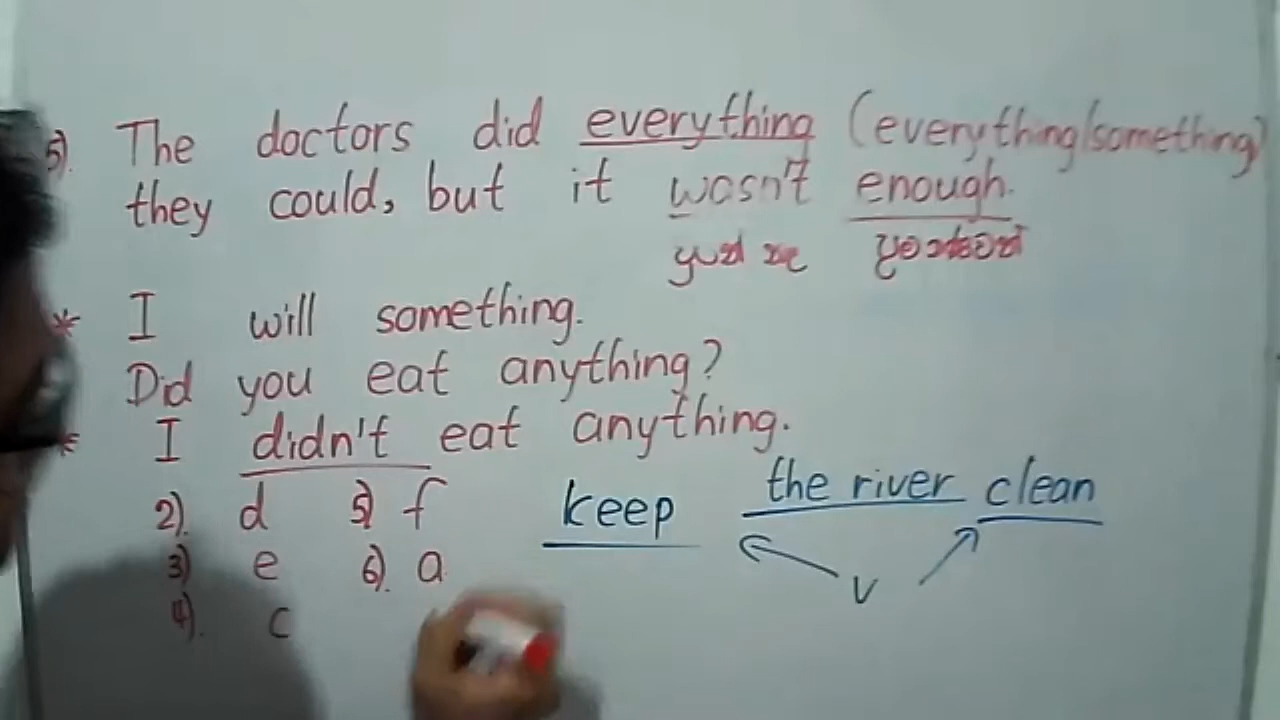 5). The doctors did everything (everything/something)
they could, but it wasn't enough.
* I will something.
Did you eat anything?
* I didn't eat anything.
2). d 5) f keep the river clean
3) e 6). a v
4). c